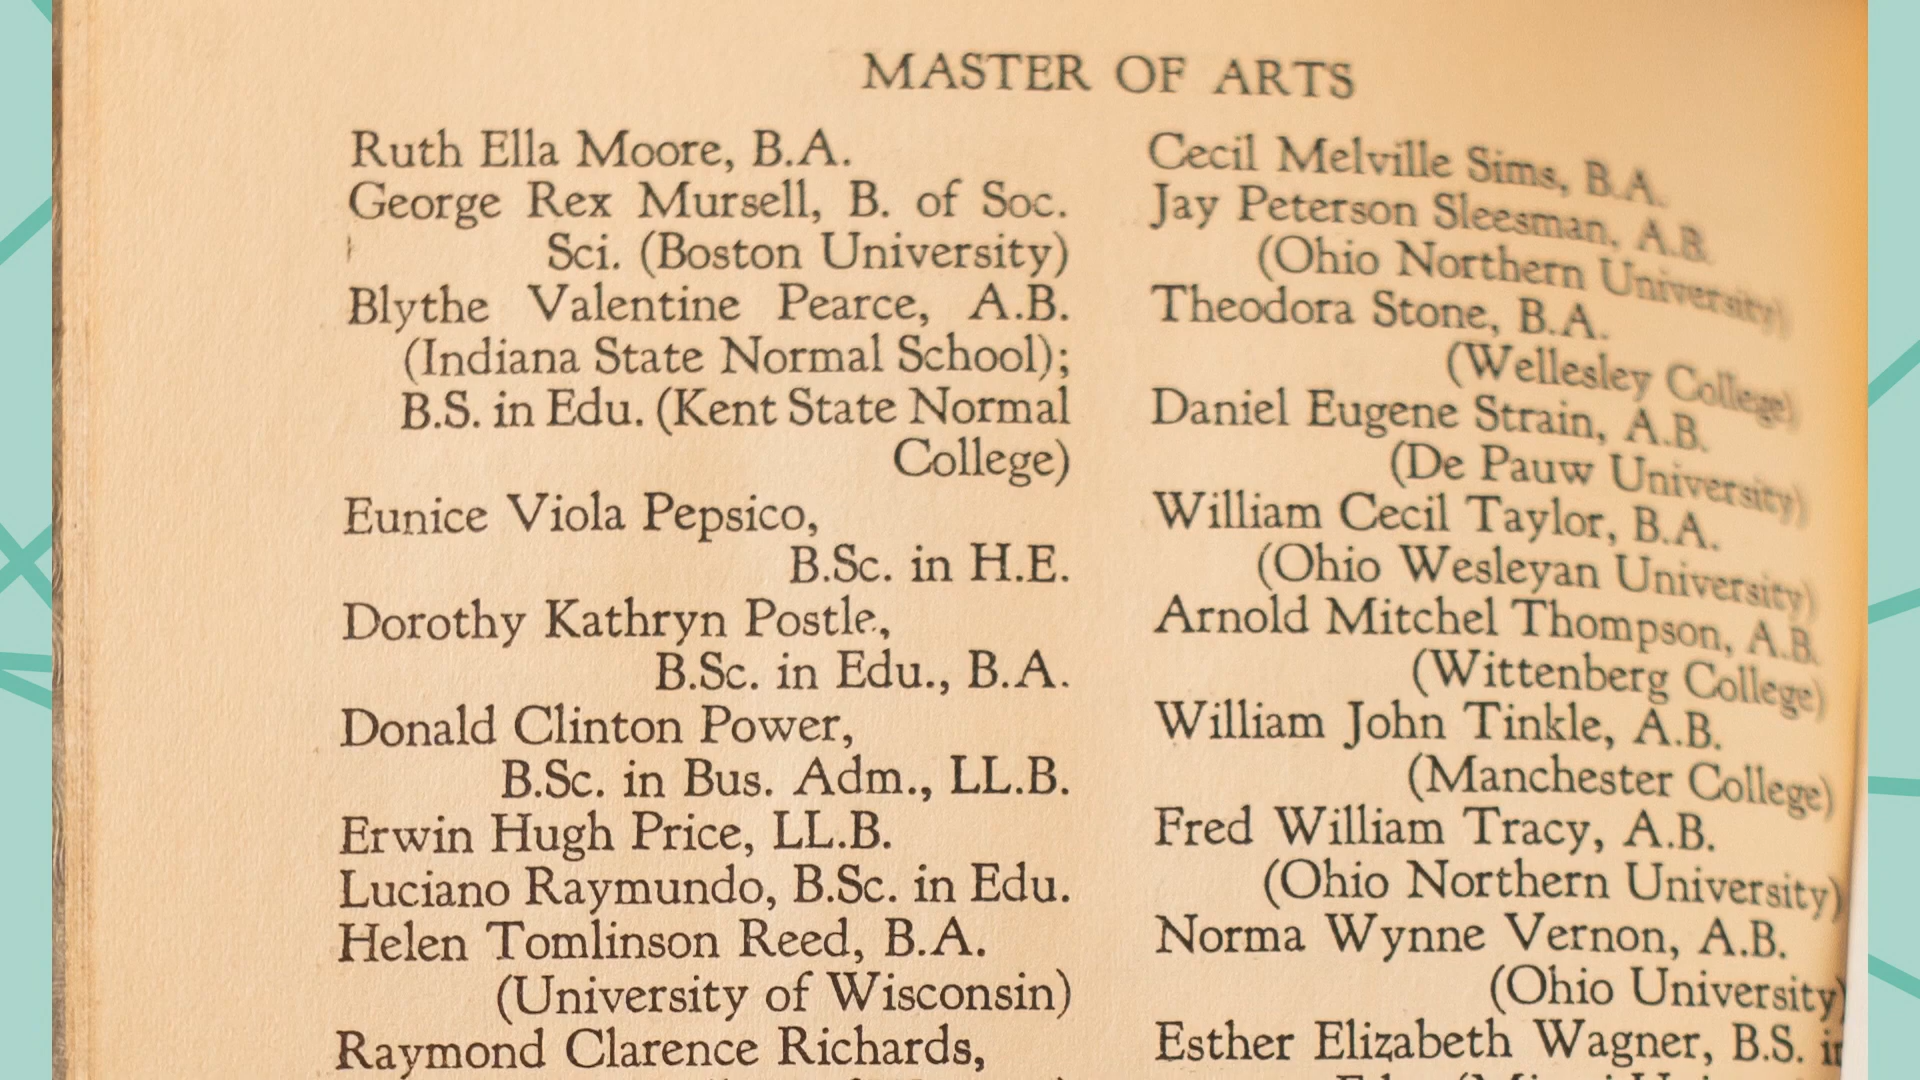 MASTER OF ARTS
Ruth Ella Moore, B.A.
George Rex Mursell, B. of Soc.
Sci. (Boston University)
Blythe Valentine Pearce, A.B.
(Indiana State Normal School);
B.S. in Edu. (Kent State Normal
College)
Eunice Viola Pepsico,
B.Sc. in H.E.
Dorothy Kathryn Postle,
B.Sc. in Edu., B.A.
Donald Clinton Power,
B.Sc. in Bus. Adm., LL.B.
Erwin Hugh Price, LL.B.
Luciano Raymundo, B.Sc. in Edu.
Helen Tomlinson Reed, B.A.
(University of Wisconsin)
Raymond Clarence Richards,
Cecil Melville Sims, B.A.
Jay Peterson Sleesman, A.B.
(Ohio Northern University)
Theodora Stone, B.A.
(Wellesley College)
Daniel Eugene Strain, A.B.
(De Pauw University)
William Cecil Taylor, B.A.
(Ohio Wesleyan University)
Arnold Mitchel Thompson, A.B.
(Wittenberg College)
William John Tinkle, A.B.
(Manchester College)
Fred William Tracy, A.B.
(Ohio Northern University)
Norma Wynne Vernon, A.B.
(Ohio University)
Esther Elizabeth Wagner, B.S. in